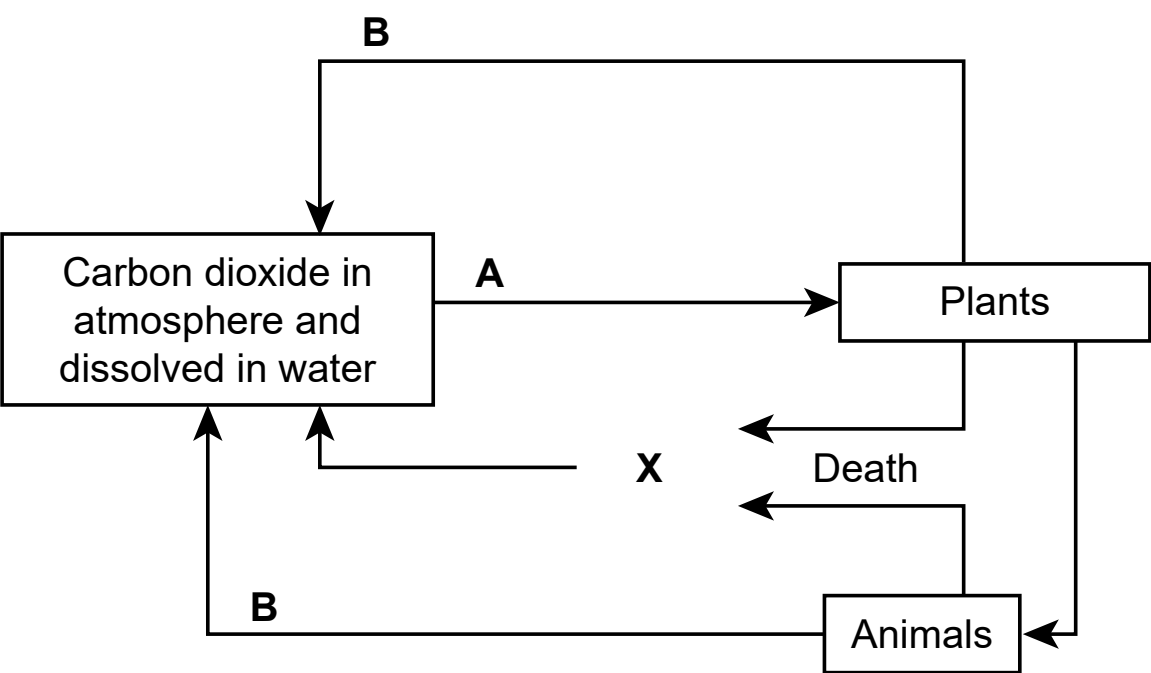 B
Carbon dioxide in
atmosphere and
dissolved in water
A
Plants
X
Death
B
Animals